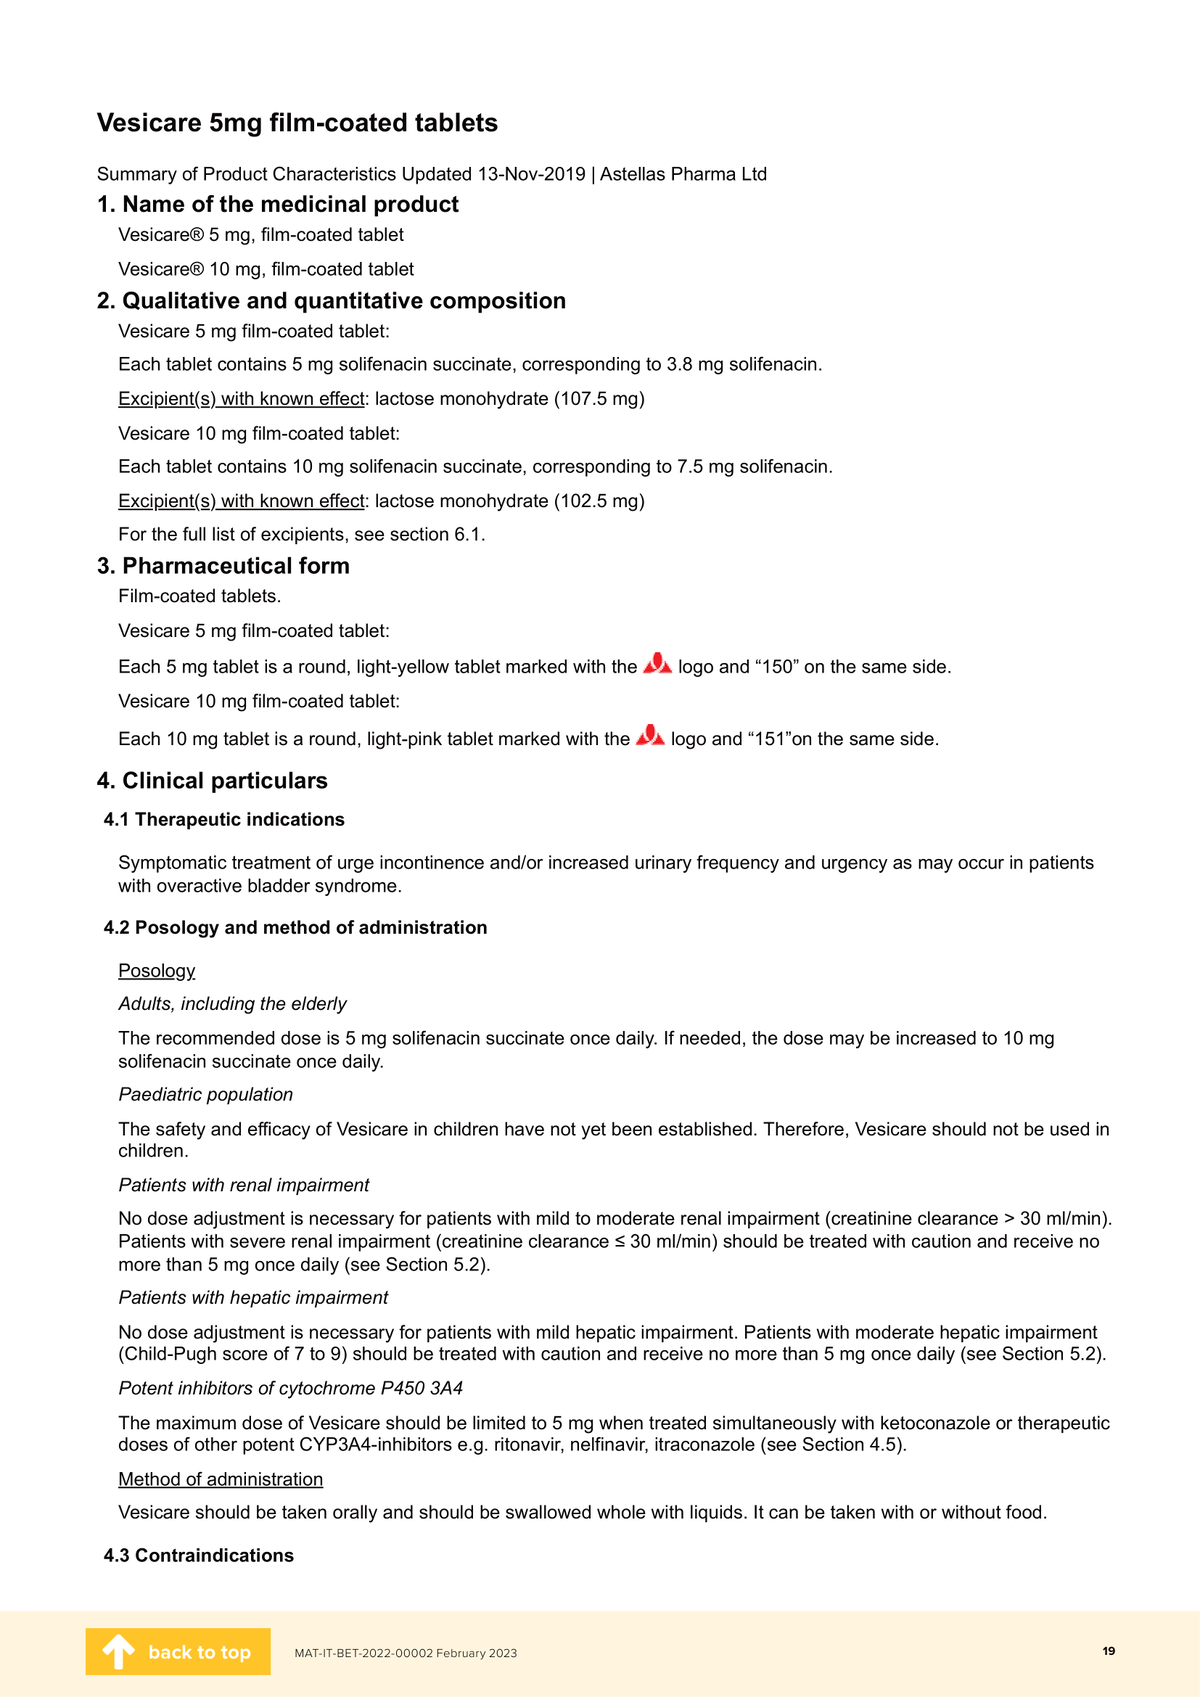 Vesicare 5mg film-coated tablets
Summary of Product Characteristics Updated 13-Nov-2019 | Astellas Pharma Ltd
1. Name of the medicinal product
Vesicare® 5 mg, film-coated tablet
Vesicare® 10 mg, film-coated tablet
2. Qualitative and quantitative composition
Vesicare 5 mg film-coated tablet:
Each tablet contains 5 mg solifenacin succinate, corresponding to 3.8 mg solifenacin.
Excipient(s) with known effect: lactose monohydrate (107.5 mg)
Vesicare 10 mg film-coated tablet:
Each tablet contains 10 mg solifenacin succinate, corresponding to 7.5 mg solifenacin.
Excipient(s) with known effect: lactose monohydrate (102.5 mg)
For the full list of excipients, see section 6.1.
3. Pharmaceutical form
Film-coated tablets.
Vesicare 5 mg film-coated tablet:
Each 5 mg tablet is a round, light-yellow tablet marked with the logo and “150” on the same side.
Vesicare 10 mg film-coated tablet:
Each 10 mg tablet is a round, light-pink tablet marked with the logo and “151”on the same side.
4. Clinical particulars
4.1 Therapeutic indications
Symptomatic treatment of urge incontinence and/or increased urinary frequency and urgency as may occur in patients
with overactive bladder syndrome.
4.2 Posology and method of administration
Posology
Adults, including the elderly
The recommended dose is 5 mg solifenacin succinate once daily. If needed, the dose may be increased to 10 mg
solifenacin succinate once daily.
Paediatric population
The safety and efficacy of Vesicare in children have not yet been established. Therefore, Vesicare should not be used in
children.
Patients with renal impairment
No dose adjustment is necessary for patients with mild to moderate renal impairment (creatinine clearance > 30 ml/min).
Patients with severe renal impairment (creatinine clearance ≤ 30 ml/min) should be treated with caution and receive no
more than 5 mg once daily (see Section 5.2).
Patients with hepatic impairment
No dose adjustment is necessary for patients with mild hepatic impairment. Patients with moderate hepatic impairment
(Child-Pugh score of 7 to 9) should be treated with caution and receive no more than 5 mg once daily (see Section 5.2).
Potent inhibitors of cytochrome P450 3A4
The maximum dose of Vesicare should be limited to 5 mg when treated simultaneously with ketoconazole or therapeutic
doses of other potent CYP3A4-inhibitors e.g. ritonavir, nelfinavir, itraconazole (see Section 4.5).
Method of administration
Vesicare should be taken orally and should be swallowed whole with liquids. It can be taken with or without food.
4.3 Contraindications
back to top
MAT-IT-BET-2022-00002 February 2023
19